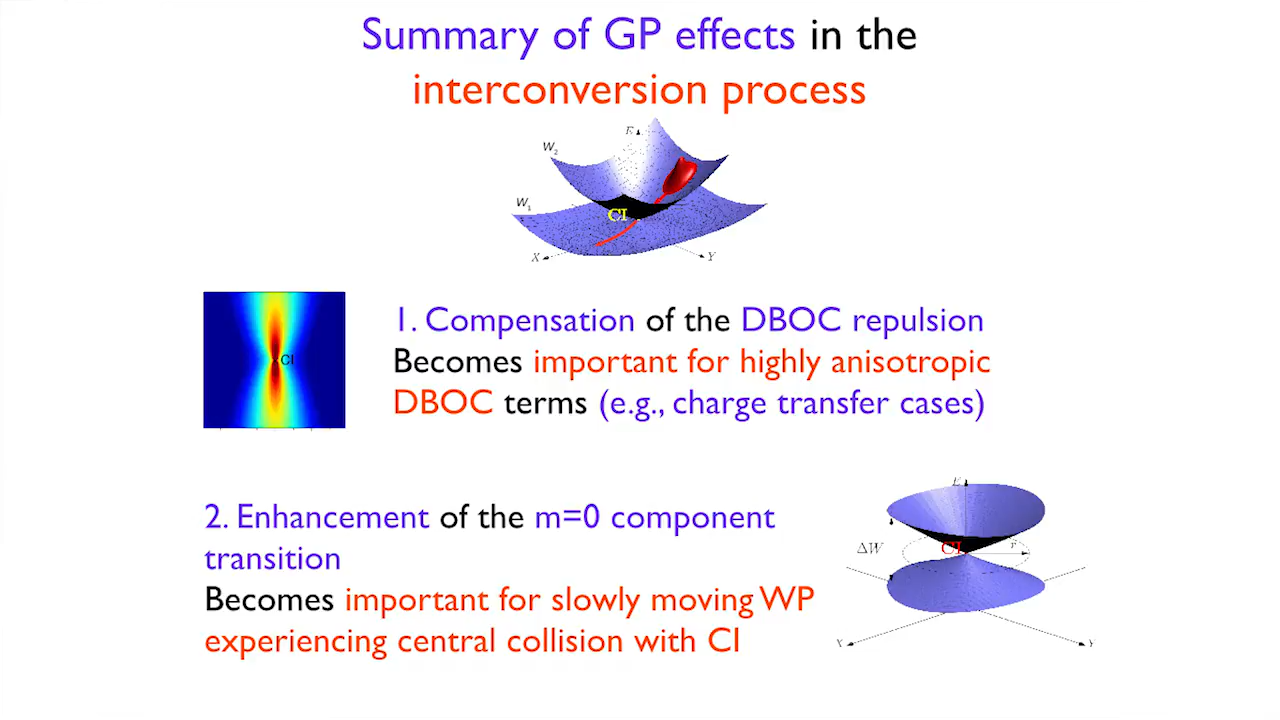 Summary of GP effects in the
interconversion process
E
W2
W1
CI
X
Y
CI
1. Compensation of the DBOC repulsion
Becomes important for highly anisotropic
DBOC terms (e.g., charge transfer cases)
2. Enhancement of the m=0 component
transition
Becomes important for slowly moving WP
experiencing central collision with CI
E
ΔW
CI
r
X
Y